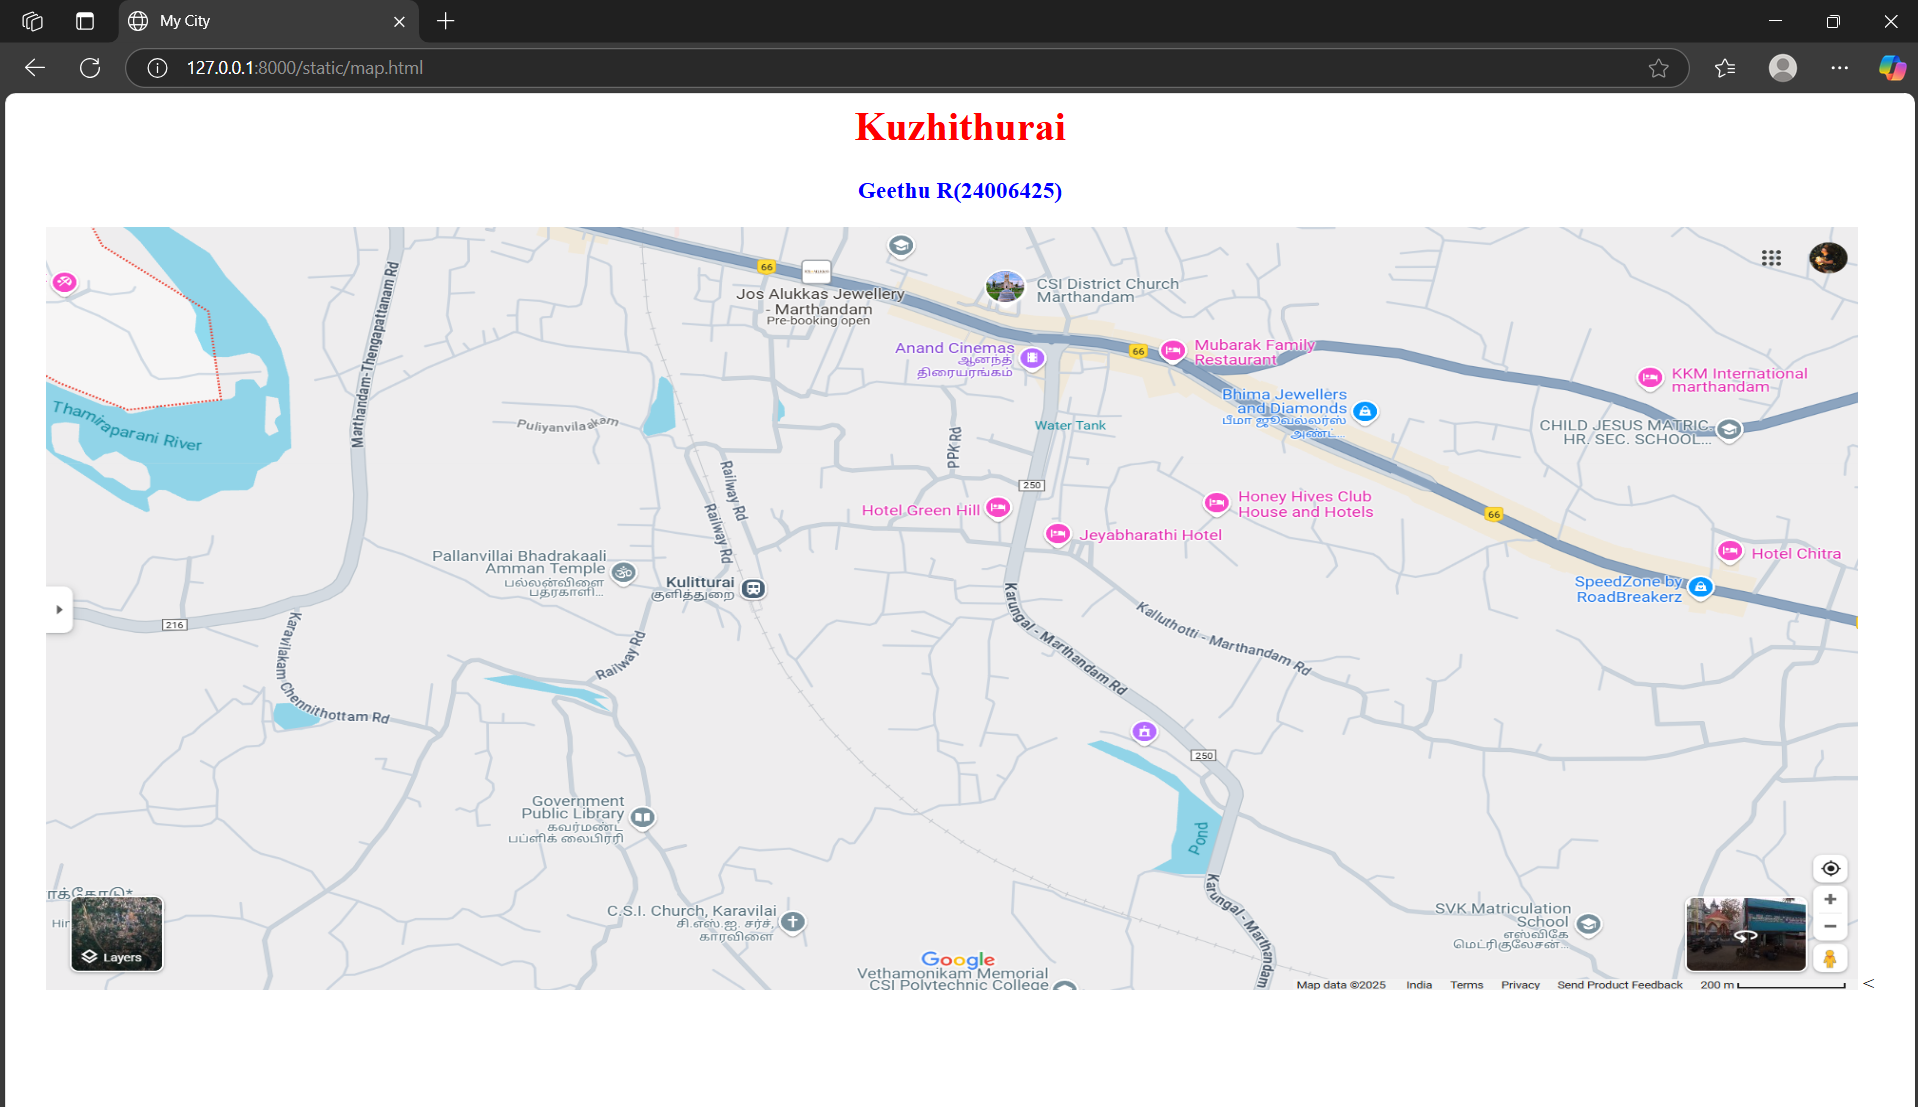 My City
127.0.0.1:8000/static/map.html
Kuzhithurai
Geethu R(24006425)
66
Jos Alukkas Jewellery
- Marthandam
Pre-booking open
CSI District Church
Marthandam
Marthandam-Thengapattanam Rd
Anand Cinemas
ஆனந்த்
திரையரங்கம்
66
Mubarak Family
Restaurant
KKM International
marthandam
Bhima Jewellers
and Diamonds
பீமா ஜூவல்லர்ஸ்
அண்ட்...
Thamiraparani River
Puliyanvilaakam
Water Tank
CHILD JESUS MATRIC.
HR. SEC. SCHOOL...
PPK Rd
Railway Rd
Railway Rd
250
Honey Hives Club
House and Hotels
Hotel Green Hill
66
Jeyabharathi Hotel
Hotel Chitra
Pallanvillai Bhadrakaali
Amman Temple
பல்லன்விளை
பத்ரகாளி...
Kulitturai
குளித்துறை
SpeedZone by
RoadBreakerz
216
Karavilakam Chennithottam Rd
Railway Rd
Karungal - Marthandam Rd
Kalluthotti - Marthandam Rd
250
Government
Public Library
கவர்மண்ட்
பப்ளிக் லைபிரரி
Pond
Karungal - Marthandam
C.S.I. Church, Karavilai
சி.எஸ்.ஐ. சர்ச்,
காரவிளை
SVK Matriculation
School
எஸ்விகே
மெட்ரிகுலேசன்...
Layers
Google
Vethamonikam Memorial
CSI Polytechnic College
Map data ©2025 India Terms Privacy Send Product Feedback 200 m
<